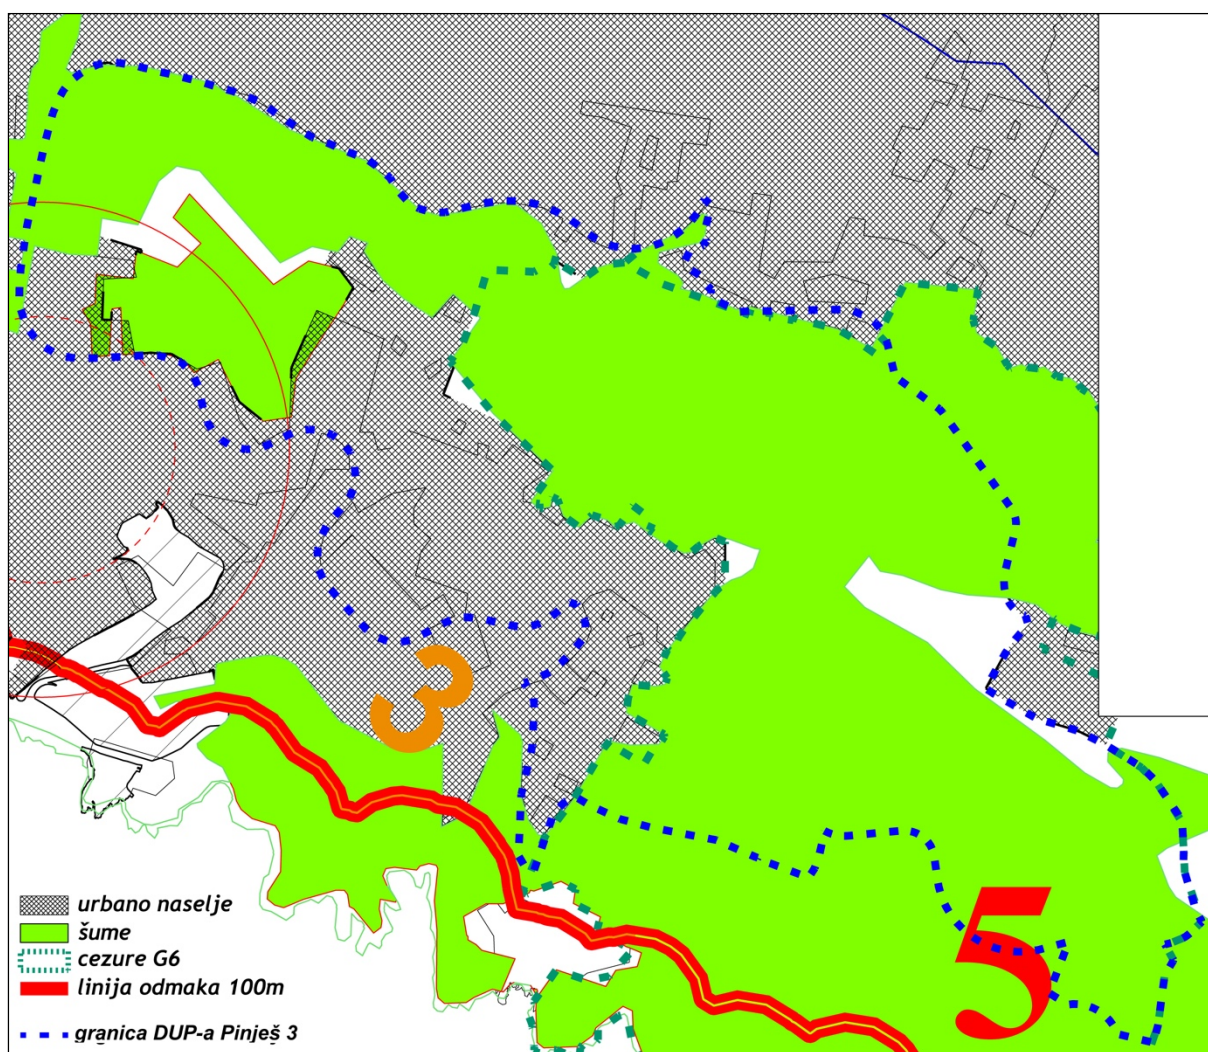 3
5
urbano naselje
šume
cezure G6
linija odmaka 100m
granica DUP-a Pinješ 3